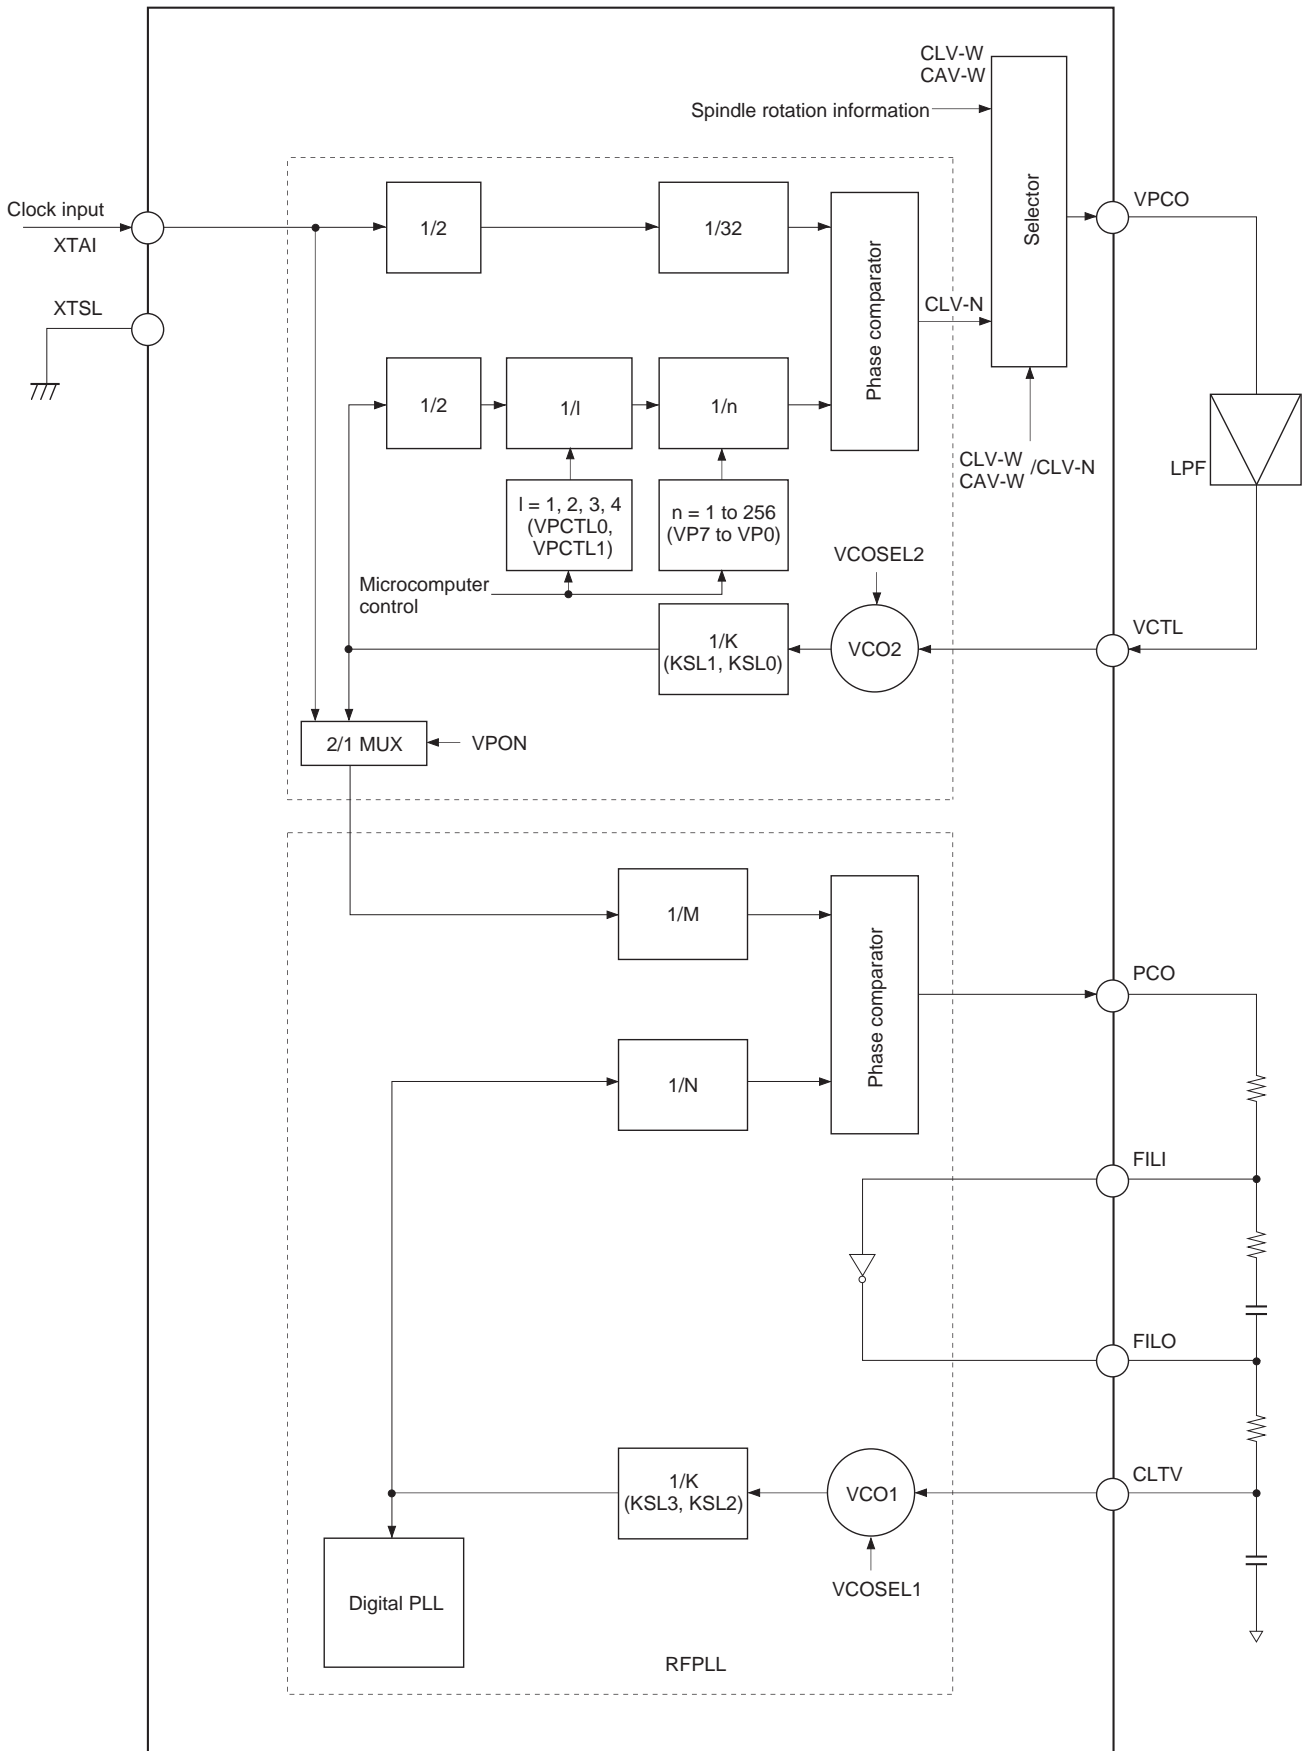 CLV-W
CAV-W
Spindle rotation information
Selector
Clock input
XTAI
1/2
1/32
Phase comparator
VPCO
XTSL
CLV-N
1/2
1/l
1/n
CLV-W
CAV-W
/CLV-N
LPF
l = 1, 2, 3, 4
(VPCTL0,
VPCTL1)
n = 1 to 256
(VP7 to VP0)
Microcomputer
control
VCOSEL2
1/K
(KSL1, KSL0)
VCO2
VCTL
2/1 MUX
VPON
1/M
Phase comparator
PCO
1/N
FILI
FILO
1/K
(KSL3, KSL2)
VCO1
CLTV
VCOSEL1
Digital PLL
RFPLL